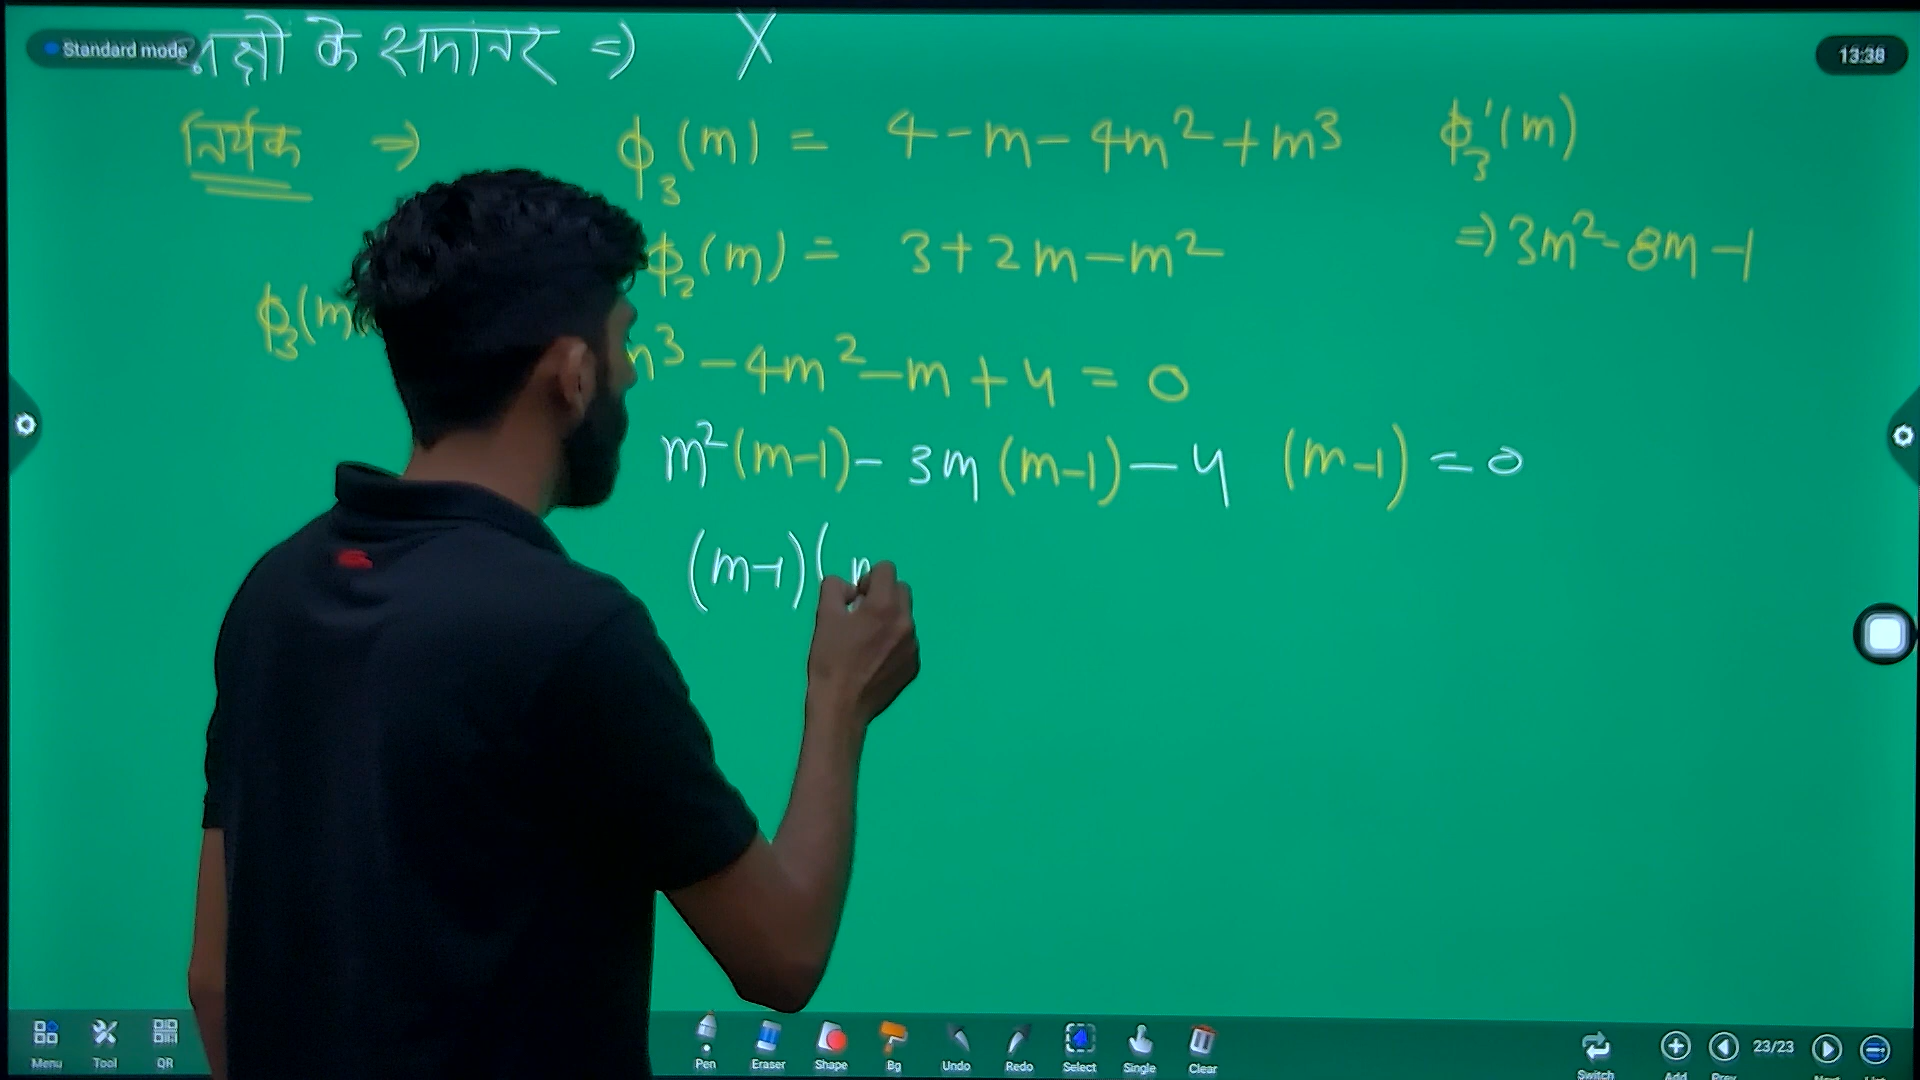 Standard mode
के समान्तर ⇒ X
13:38
तिर्यक ⇒ ϕ₃(m) = 4-m-4m²+m³ ϕ₃'(m)
ϕ₂(m) = 3+2m-m² ⇒3m²-8m-1
ϕ₃(m)
m³-4m²-m+4=0
m²(m-1)-3m(m-1)-4 (m-1)=0
(m-1)(m
Menu Tool QR Pen Eraser Shape Bg Undo Redo Select Single Clear Switch Add Prev 23/23